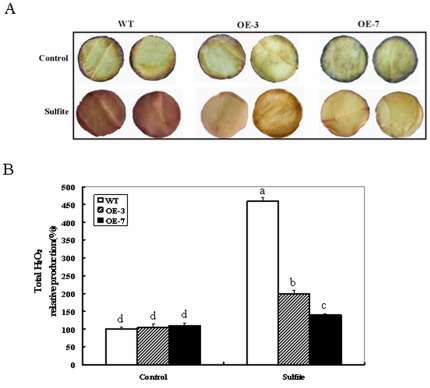 A
WT OE-3 OE-7
Control
Sulfite
B
Total H₂O₂
relative production(%)
500
450
400
350
300
250
200
150
100
50
0
WT
OE-3
OE-7
a
b
c
d d d
Control Sulfite